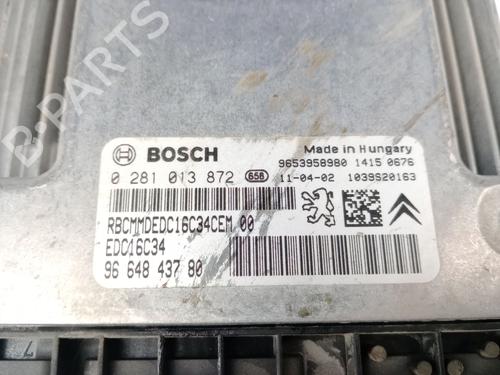 B-PARTS
BOSCH
Made in Hungary
9653958980 1415 0676
0 281 013 872 658 11-04-02 1039S20163
RBCMMDEDC16C34CEM 00
EDC16C34
96 648 437 80